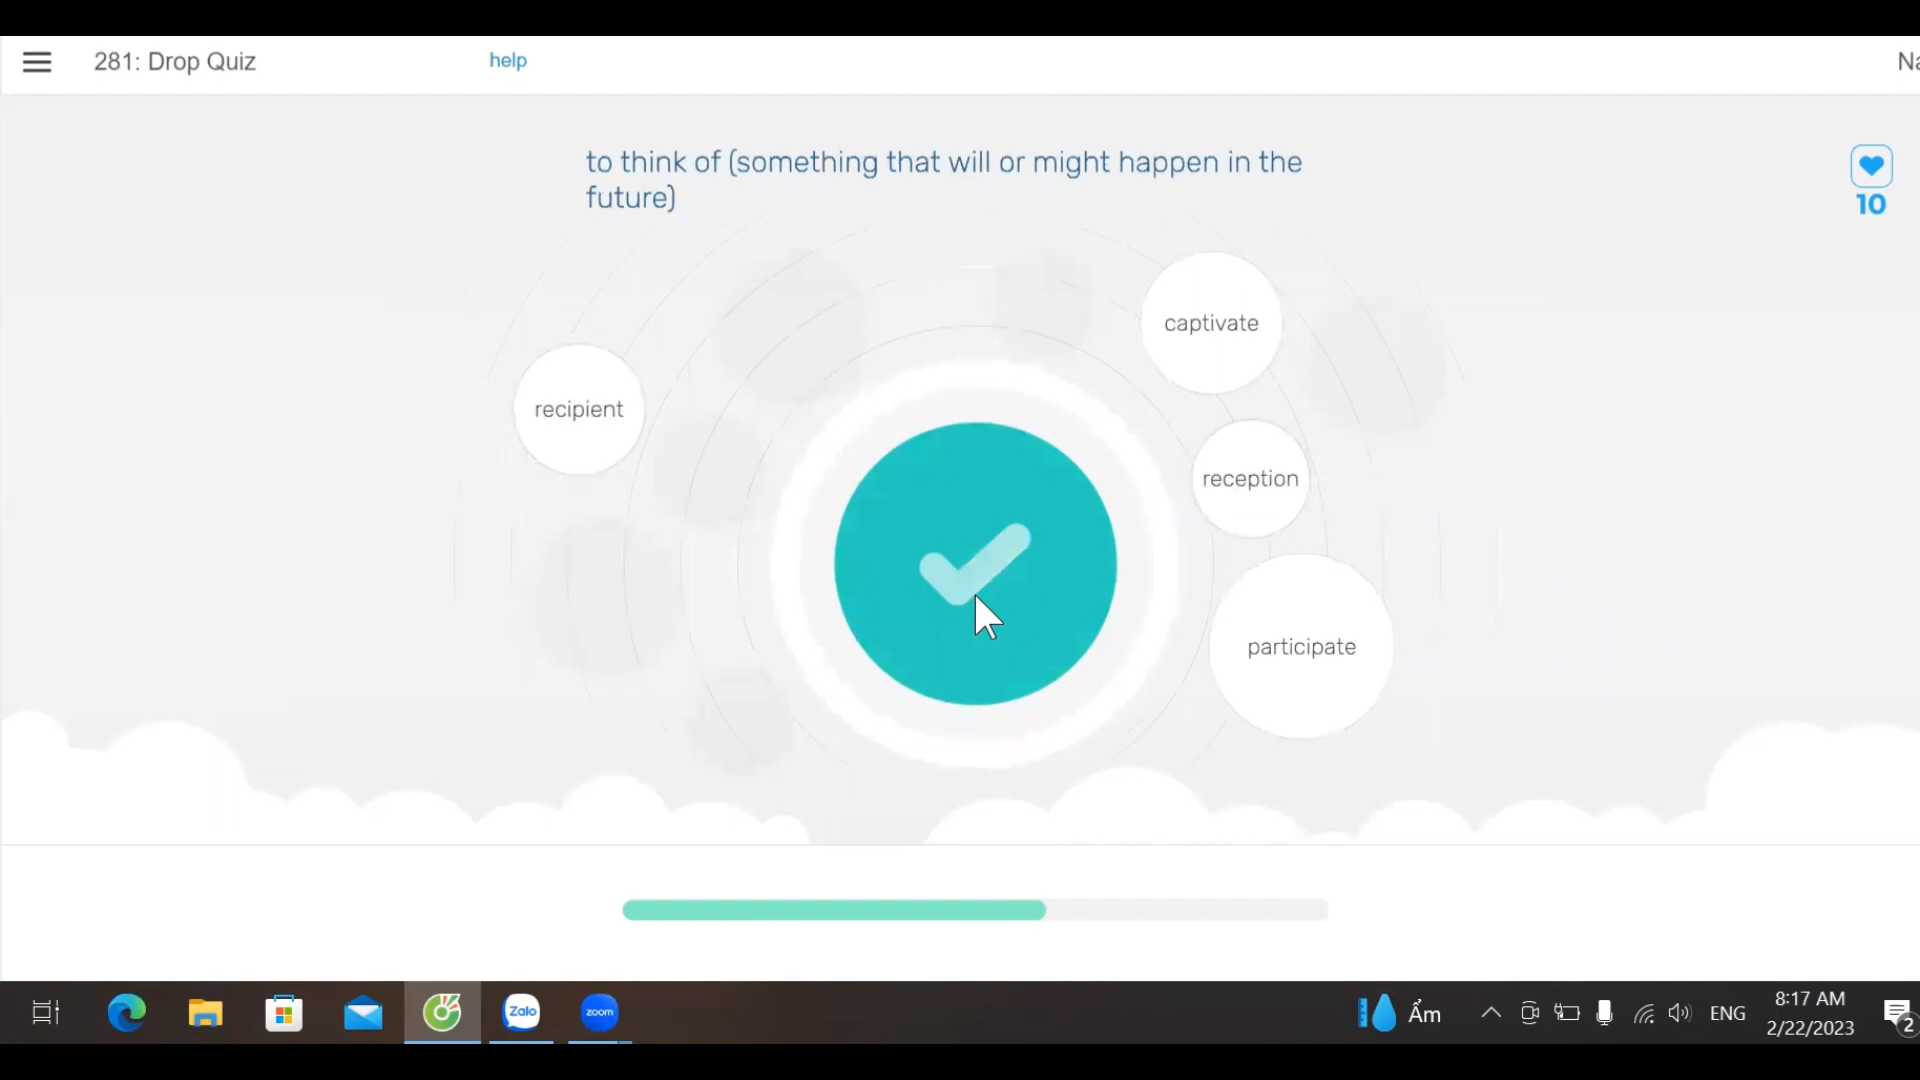 281: Drop Quiz
help
Na
to think of (something that will or might happen in the
future)
10
captivate
recipient
reception
participate
Zalo
zoom
Ẩm
ENG
8:17 AM
2/22/2023
2